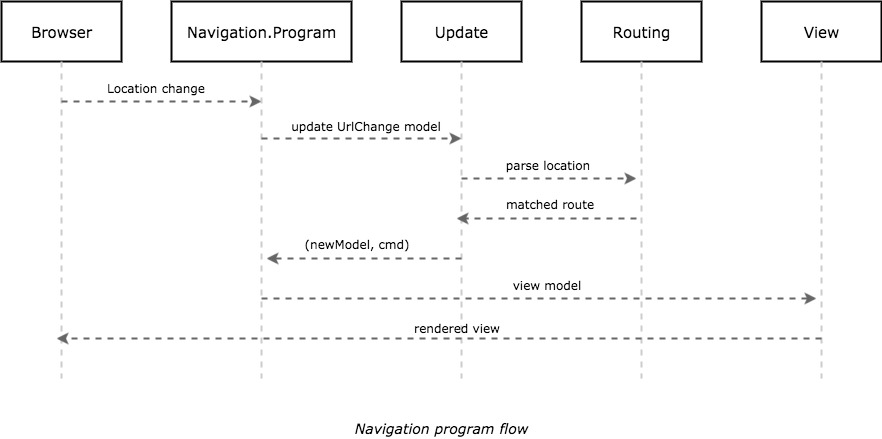 Browser
Navigation.Program
Update
Routing
View
Location change
update UrlChange model
parse location
matched route
(newModel, cmd)
view model
rendered view
Navigation program flow